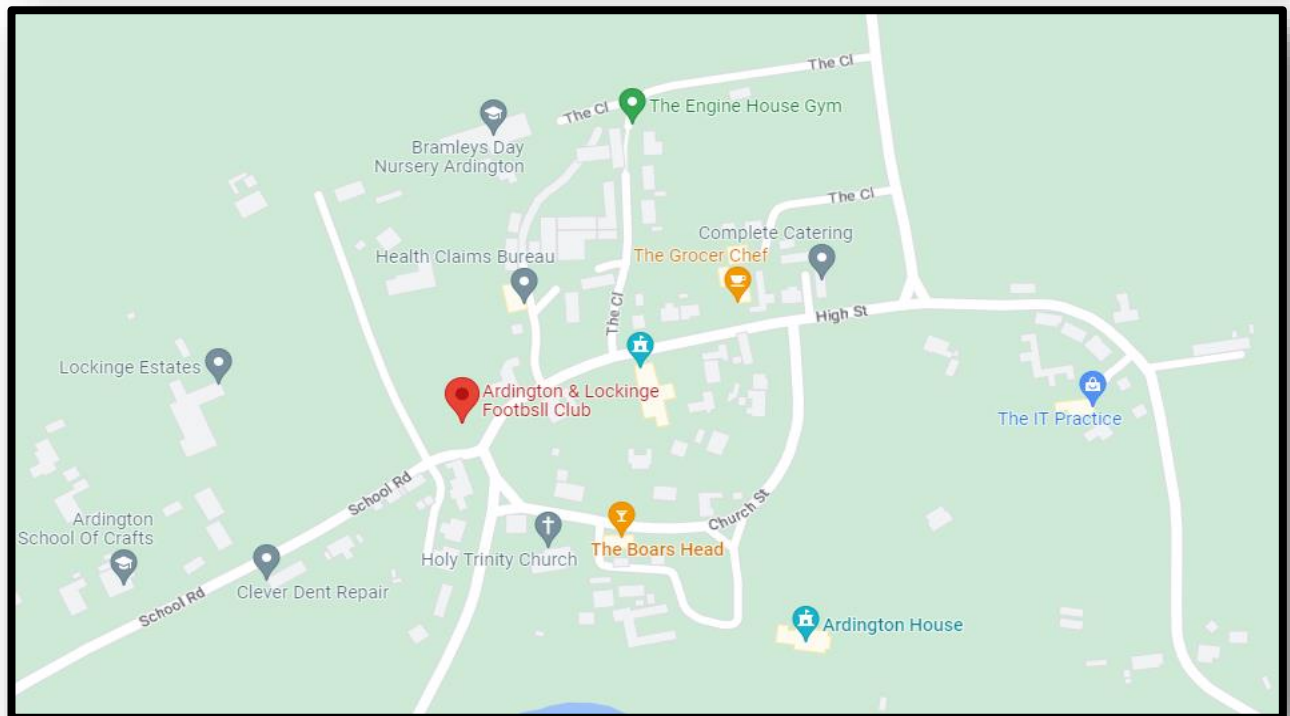 The Cl
The Cl
The Engine House Gym
Bramleys Day
Nursery Ardington
The Cl
Complete Catering
Health Claims Bureau
The Grocer Chef
The Cl
High St
Lockinge Estates
Ardington & Lockinge
Footbsll Club
The IT Practice
School Rd
Church St
Ardington
School Of Crafts
The Boars Head
Holy Trinity Church
Clever Dent Repair
School Rd
Ardington House